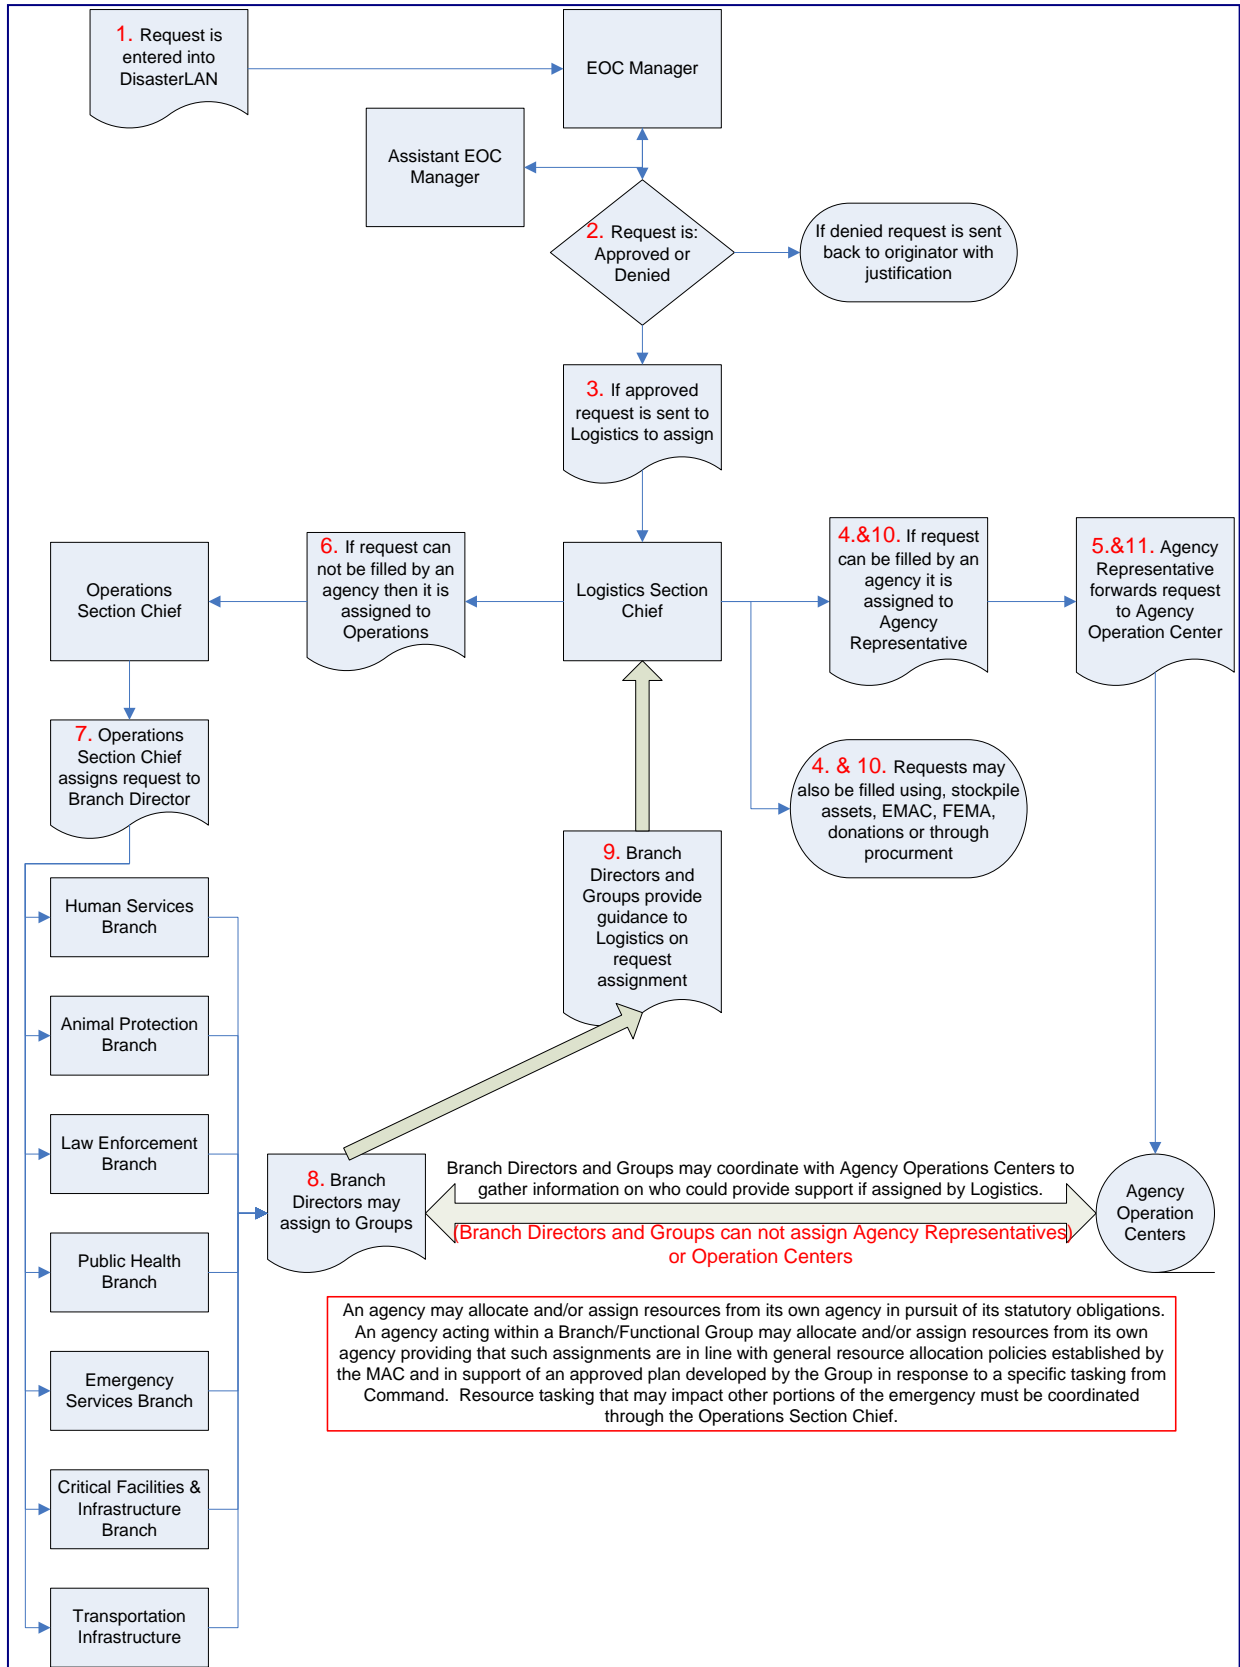 1. Request is
entered into
DisasterLAN
EOC Manager
Assistant EOC
Manager
2. Request is:
Approved or
Denied
If denied request is sent
back to originator with
justification
3. If approved
request is sent to
Logistics to assign
Operations
Section Chief
6. If request can
not be filled by an
agency then it is
assigned to
Operations
Logistics Section
Chief
4.&10. If request
can be filled by an
agency it is
assigned to
Agency
Representative
5.&11. Agency
Representative
forwards request
to Agency
Operation Center
7. Operations
Section Chief
assigns request to
Branch Director
4. & 10. Requests may
also be filled using, stockpile
assets, EMAC, FEMA,
donations or through
procurment
9. Branch
Directors and
Groups provide
guidance to
Logistics on
request
assignment
Human Services
Branch
Animal Protection
Branch
Law Enforcement
Branch
Public Health
Branch
Emergency
Services Branch
Critical Facilities &
Infrastructure
Branch
Transportation
Infrastructure
8. Branch
Directors may
assign to Groups
Branch Directors and Groups may coordinate with Agency Operations Centers to
gather information on who could provide support if assigned by Logistics.
(Branch Directors and Groups can not assign Agency Representatives)
or Operation Centers
Agency
Operation
Centers
An agency may allocate and/or assign resources from its own agency in pursuit of its statutory obligations.
An agency acting within a Branch/Functional Group may allocate and/or assign resources from its own
agency providing that such assignments are in line with general resource allocation policies established by
the MAC and in support of an approved plan developed by the Group in response to a specific tasking from
Command. Resource tasking that may impact other portions of the emergency must be coordinated
through the Operations Section Chief.